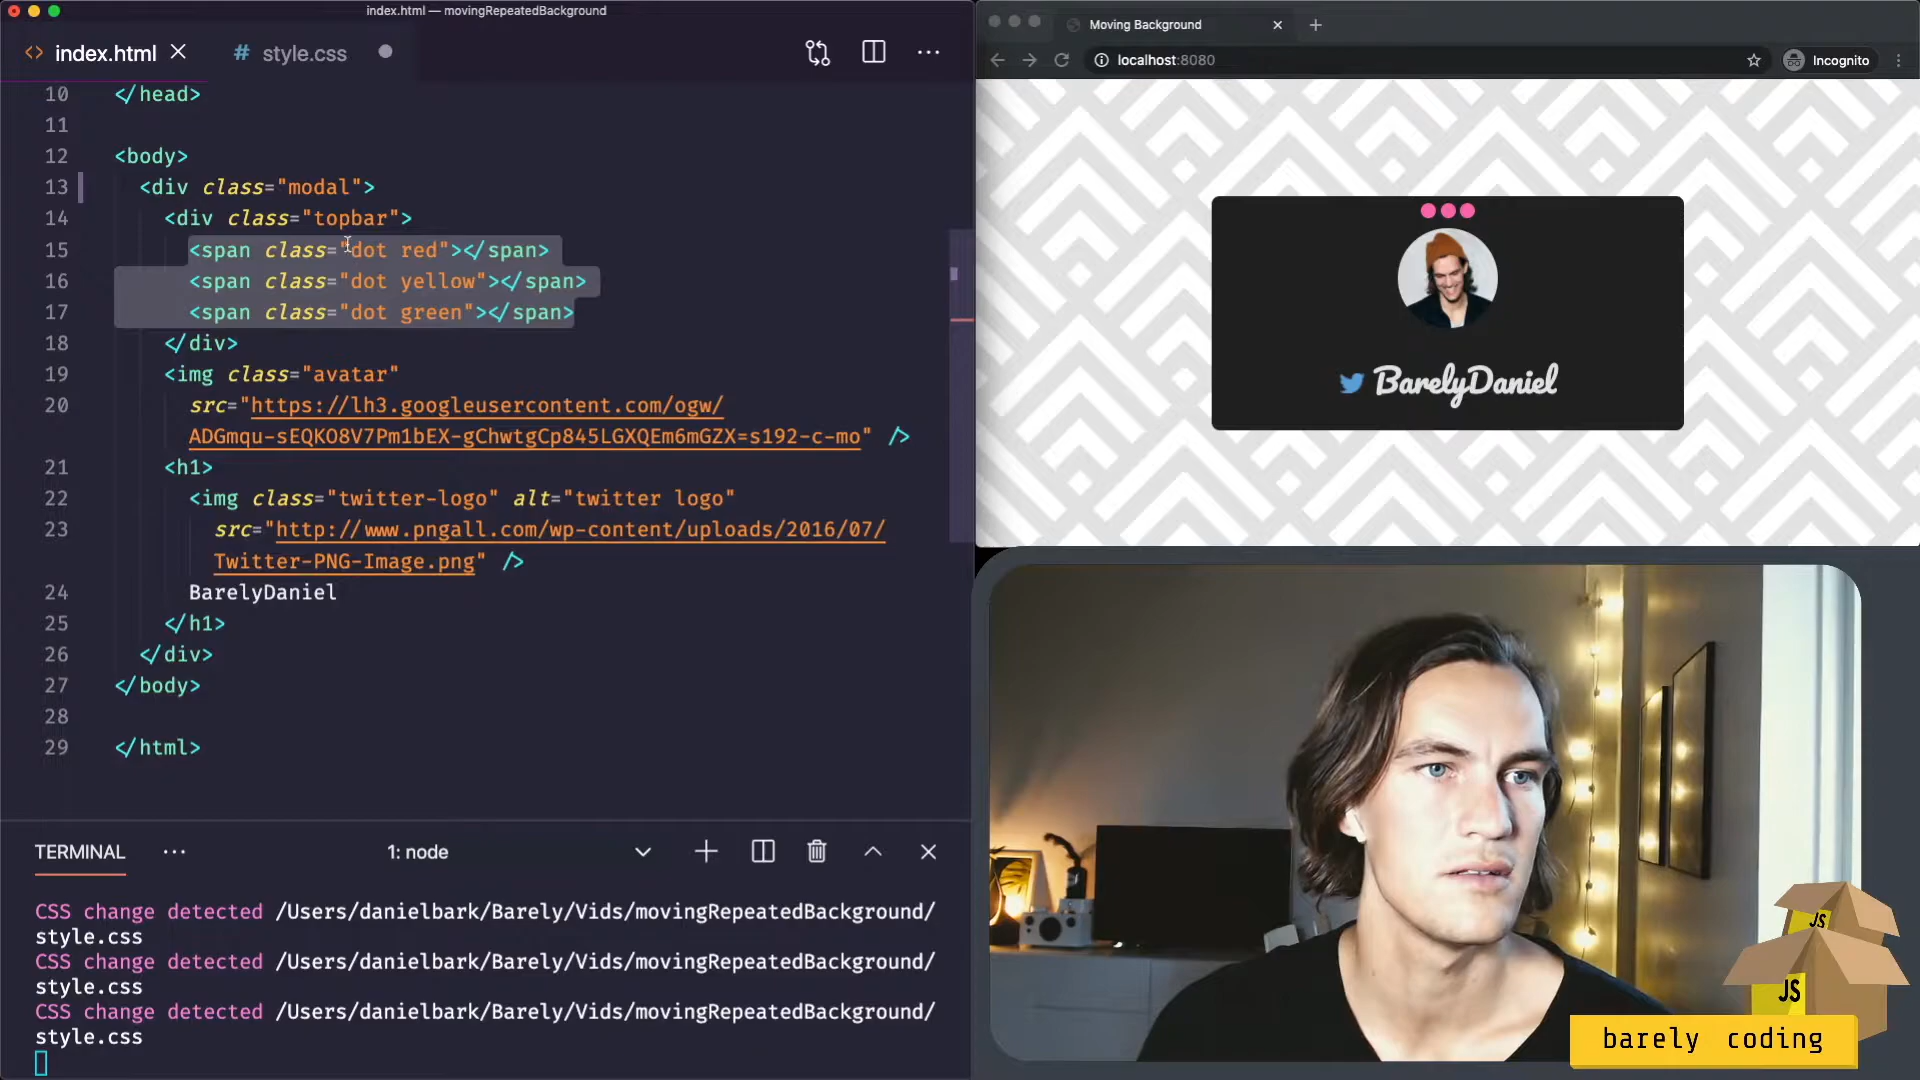 index.html — movingRepeatedBackground
<> index.html
# style.css
10 </head>
11
12 <body>
13 <div class="modal">
14 <div class="topbar">
15 <span class="dot red"></span>
16 <span class="dot yellow"></span>
17 <span class="dot green"></span>
18 </div>
19 <img class="avatar"
20 src="https://lh3.googleusercontent.com/ogw/
ADGmqu-sEQKO8V7Pm1bEX-gChwtgCp845LGXQEm6mGZX=s192-c-mo" />
21 <h1>
22 <img class="twitter-logo" alt="twitter logo"
23 src="http://www.pngall.com/wp-content/uploads/2016/07/
Twitter-PNG-Image.png" />
24 BarelyDaniel
25 </h1>
26 </div>
27 </body>
28
29 </html>
TERMINAL
1: node
CSS change detected /Users/danielbark/Barely/Vids/movingRepeatedBackground/
style.css
CSS change detected /Users/danielbark/Barely/Vids/movingRepeatedBackground/
style.css
CSS change detected /Users/danielbark/Barely/Vids/movingRepeatedBackground/
style.css
Moving Background
localhost:8080
Incognito
BarelyDaniel
JS
JS
barely coding